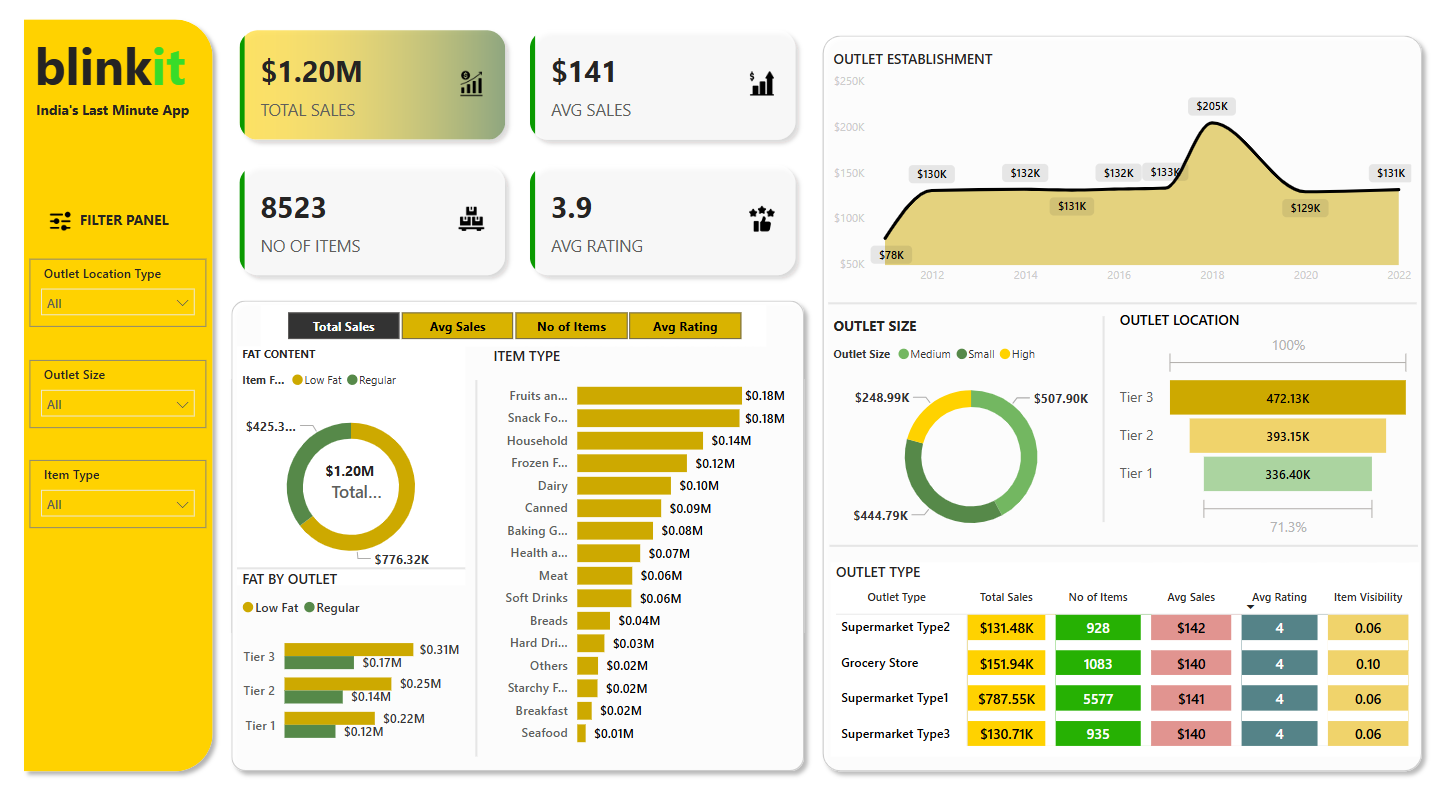 blinkit
India's Last Minute App
FILTER PANEL
Outlet Location Type
All
Outlet Size
All
Item Type
All
$1.20M
TOTAL SALES
$141
AVG SALES
8523
NO OF ITEMS
3.9
AVG RATING
Total Sales
Avg Sales
No of Items
Avg Rating
FAT CONTENT
Item F... Low Fat Regular
$425.3...
$1.20M
Total...
$776.32K
FAT BY OUTLET
Low Fat Regular
Tier 3 $0.31M
$0.17M
Tier 2 $0.25M
$0.14M
Tier 1 $0.22M
$0.12M
ITEM TYPE
Fruits an... $0.18M
Snack Fo... $0.18M
Household $0.14M
Frozen F... $0.12M
Dairy $0.10M
Canned $0.09M
Baking G... $0.08M
Health a... $0.07M
Meat $0.06M
Soft Drinks $0.06M
Breads $0.04M
Hard Dri... $0.03M
Others $0.02M
Starchy F... $0.02M
Breakfast $0.02M
Seafood $0.01M
OUTLET ESTABLISHMENT
$250K
$200K
$150K
$100K
$50K
$78K
$130K
$132K
$131K
$132K
$133K
$205K
$129K
$131K
2012 2014 2016 2018 2020 2022
OUTLET SIZE
Outlet Size Medium Small High
$248.99K
$507.90K
$444.79K
OUTLET LOCATION
100%
Tier 3 472.13K
Tier 2 393.15K
Tier 1 336.40K
71.3%
OUTLET TYPE
Outlet Type Total Sales No of Items Avg Sales Avg Rating Item Visibility
Supermarket Type2 $131.48K 928 $142 4 0.06
Grocery Store $151.94K 1083 $140 4 0.10
Supermarket Type1 $787.55K 5577 $141 4 0.06
Supermarket Type3 $130.71K 935 $140 4 0.06